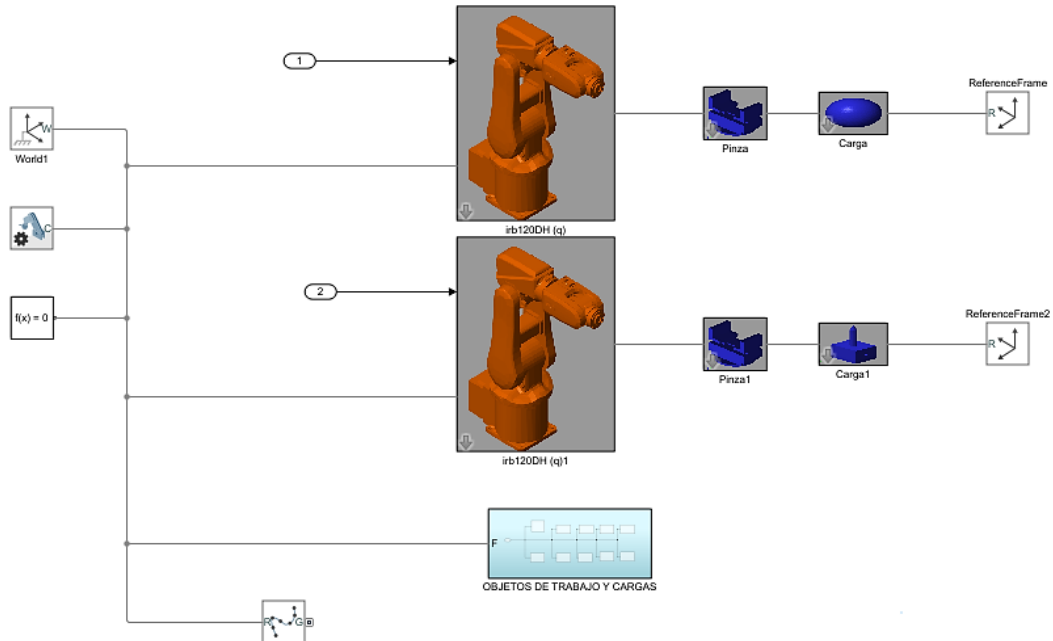 1
irb120DH (q)
Pinza
Carga
ReferenceFrame
R
W
World1
C
f(x) = 0
2
irb120DH (q)1
Pinza1
Carga1
ReferenceFrame2
R
F
OBJETOS DE TRABAJO Y CARGAS
R
G